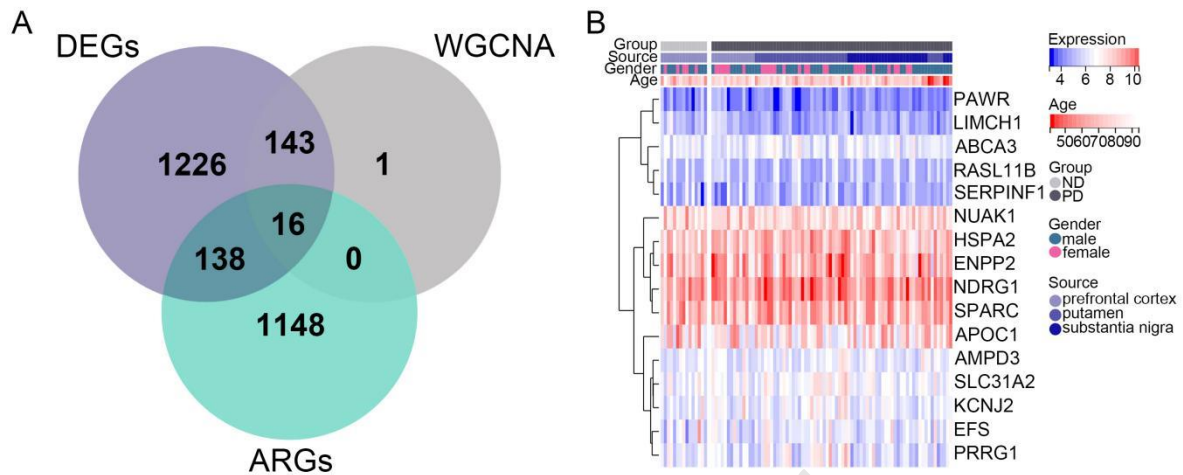 A
DEGs
WGCNA
1226
143
1
16
138
0
1148
ARGs
B
Group
Source
Gender
Age
PAWR
LIMCH1
ABCA3
RASL11B
SERPINF1
NUAK1
HSPA2
ENPP2
NDRG1
SPARC
APOC1
AMPD3
SLC31A2
KCNJ2
EFS
PRRG1
Expression
4 6 8 10
Age
5060708090
Group
ND
PD
Gender
male
female
Source
prefrontal cortex
putamen
substantia nigra